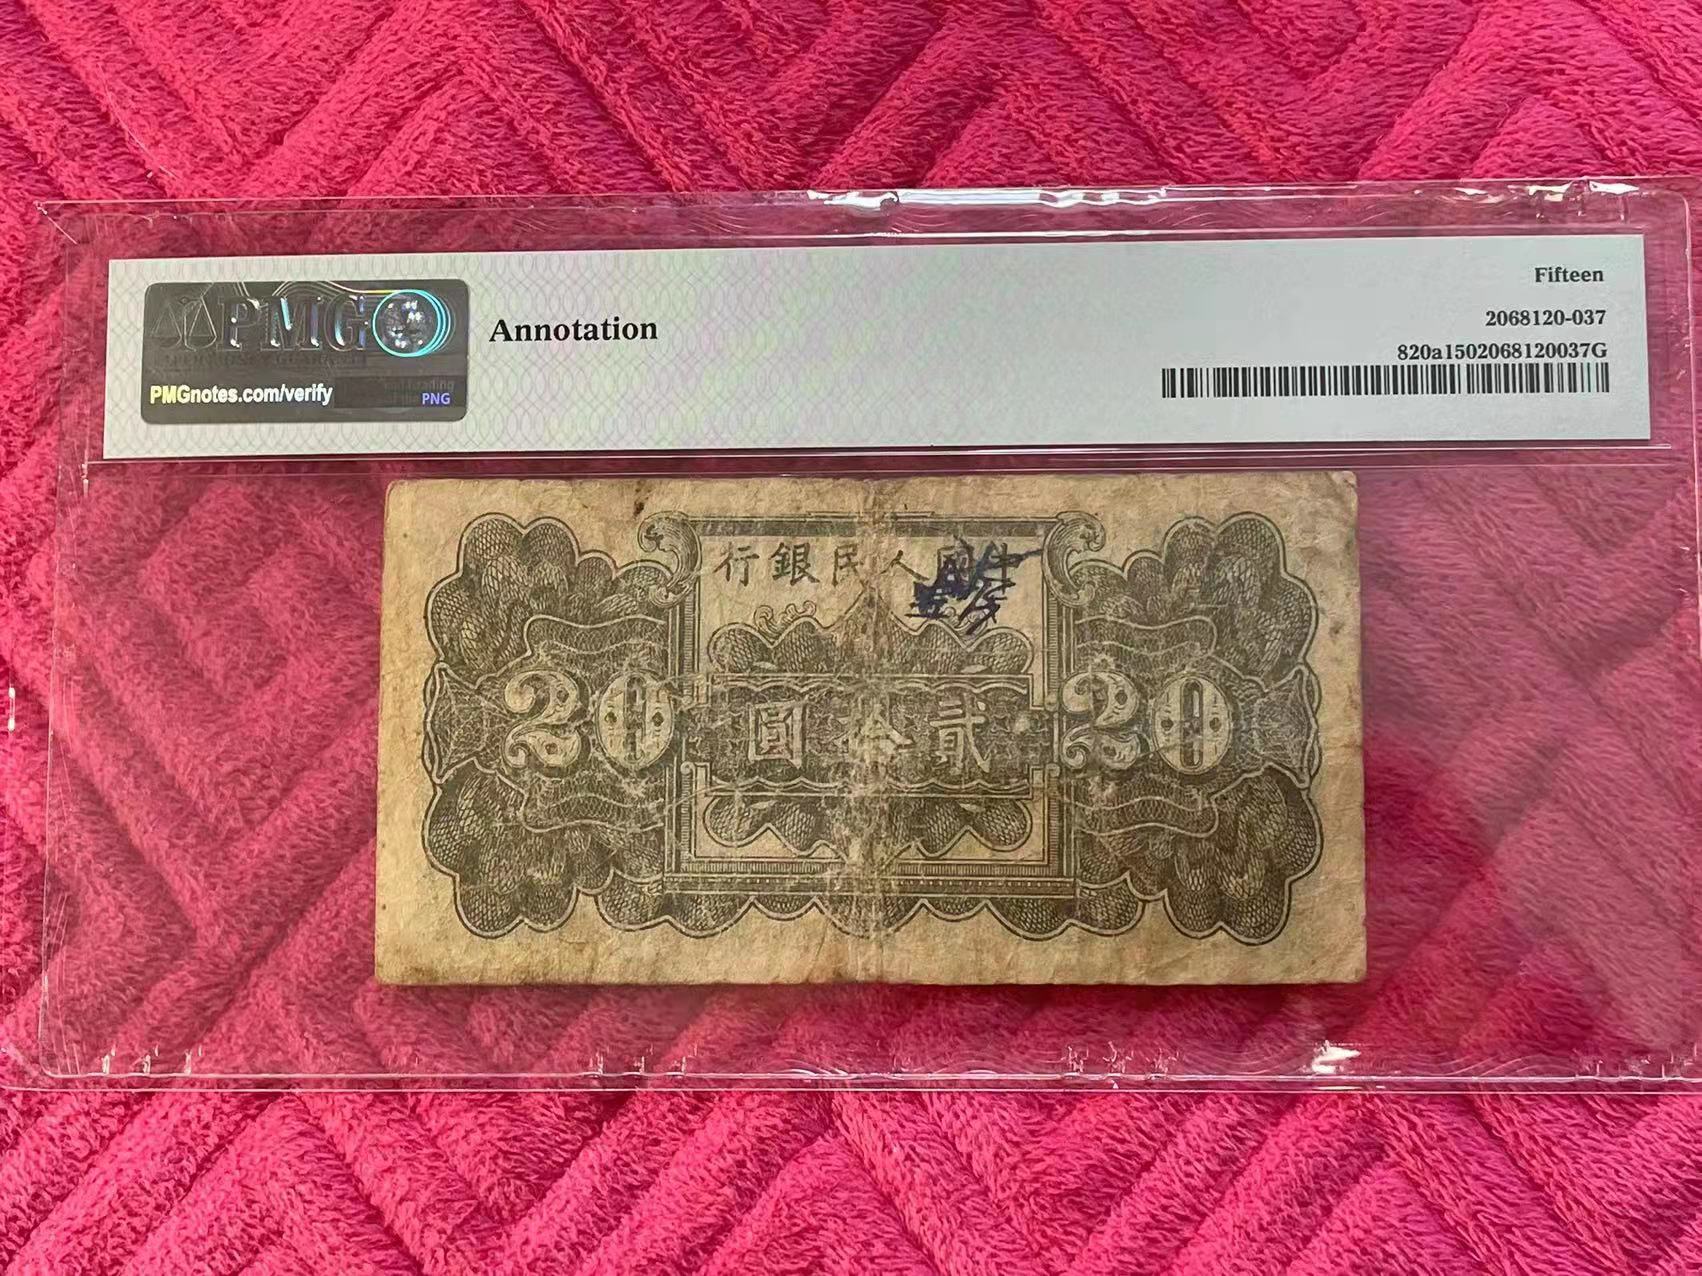 Fifteen
PMG
2068120-037
Annotation
820a1502068120037G
PMGnotes.com/verify
PNG
行銀民人國中
20 圓拾貳 20